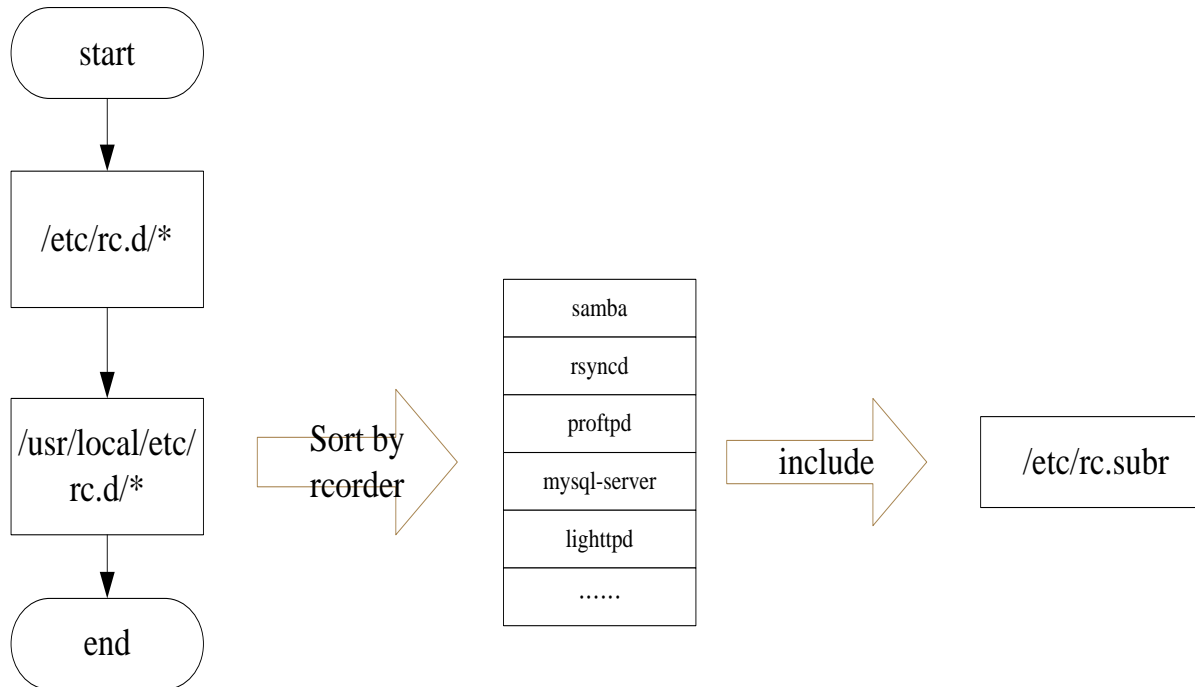 start
/etc/rc.d/*
/usr/local/etc/
rc.d/*
end
Sort by
rcorder
samba
rsyncd
proftpd
mysql-server
lighttpd
......
include
/etc/rc.subr